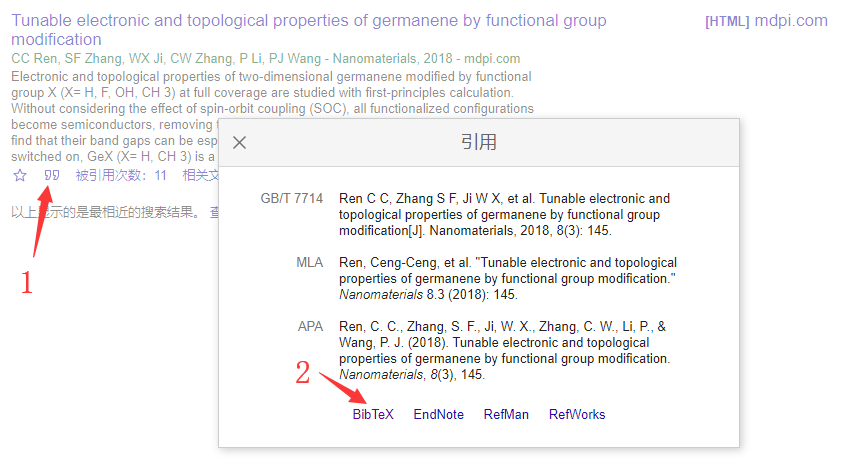 Tunable electronic and topological properties of germanene by functional group
[HTML] mdpi.com
modification
CC Ren, SF Zhang, WX Ji, CW Zhang, P Li, PJ Wang - Nanomaterials, 2018 - mdpi.com
Electronic and topological properties of two-dimensional germanene modified by functional
group X (X= H, F, OH, CH 3) at full coverage are studied with first-principles calculation.
Without considering the effect of spin-orbit coupling (SOC), all functionalized configurations
become semiconductors, removing
find that their band gaps can be esp
switched on, GeX (X= H, CH 3) is a
被引用次数：11 相关文
以上显示的是最相近的搜索结果。 查
1
引用
GB/T 7714
Ren C C, Zhang S F, Ji W X, et al. Tunable electronic and
topological properties of germanene by functional group
modification[J]. Nanomaterials, 2018, 8(3): 145.
MLA
Ren, Ceng-Ceng, et al. "Tunable electronic and topological
properties of germanene by functional group modification."
Nanomaterials 8.3 (2018): 145.
APA
Ren, C. C., Zhang, S. F., Ji, W. X., Zhang, C. W., Li, P., &
Wang, P. J. (2018). Tunable electronic and topological
properties of germanene by functional group modification.
Nanomaterials, 8(3), 145.
2
BibTeX EndNote RefMan RefWorks